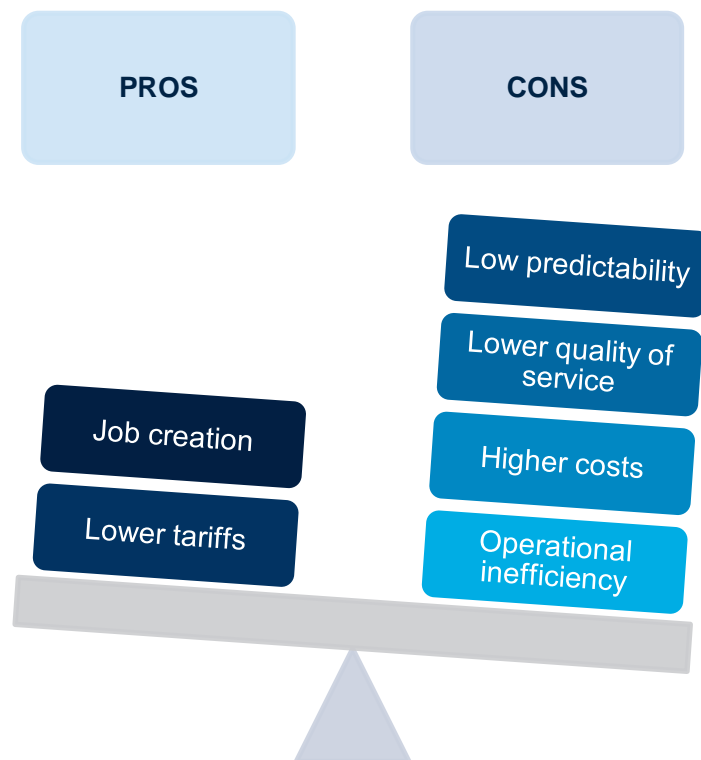 PROS
CONS
Job creation
Lower tariffs
Low predictability
Lower quality of
service
Higher costs
Operational
inefficiency